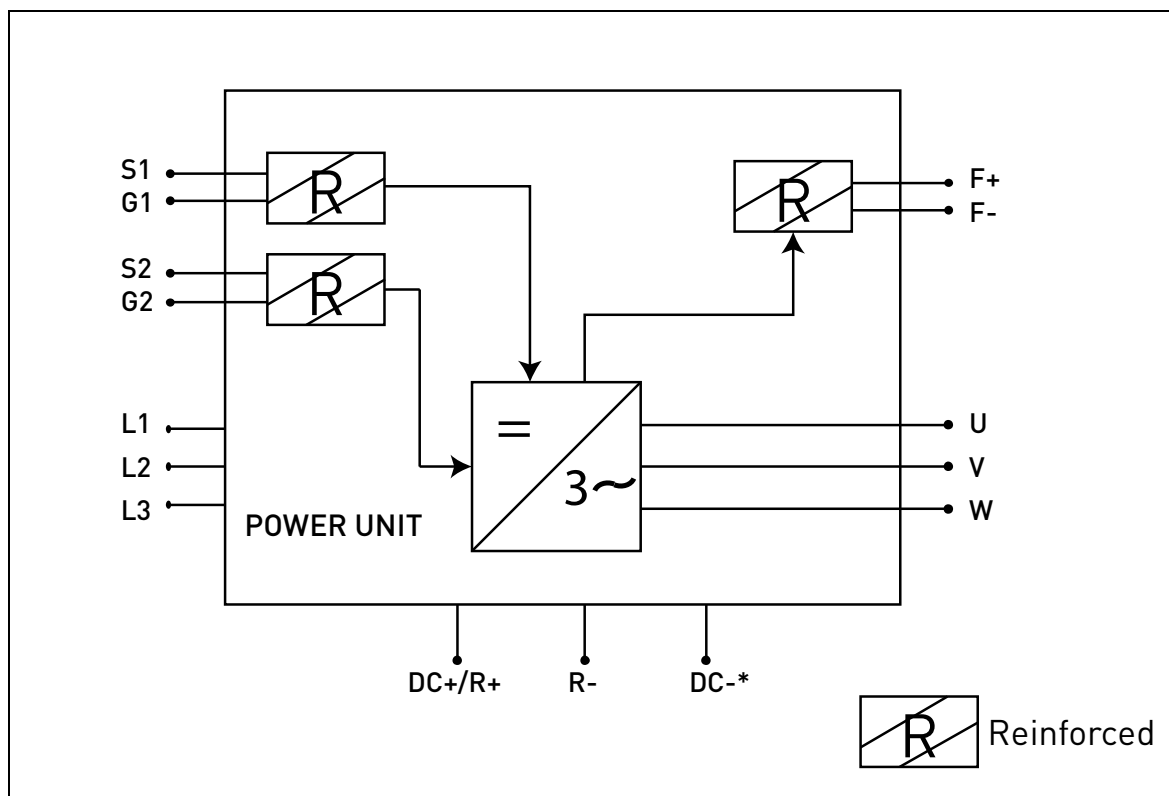 S1
G1
R
S2
G2
R
R
F+
F-
L1
L2
L3
POWER UNIT
=
3~
U
V
W
DC+/R+
R-
DC-*
R
Reinforced